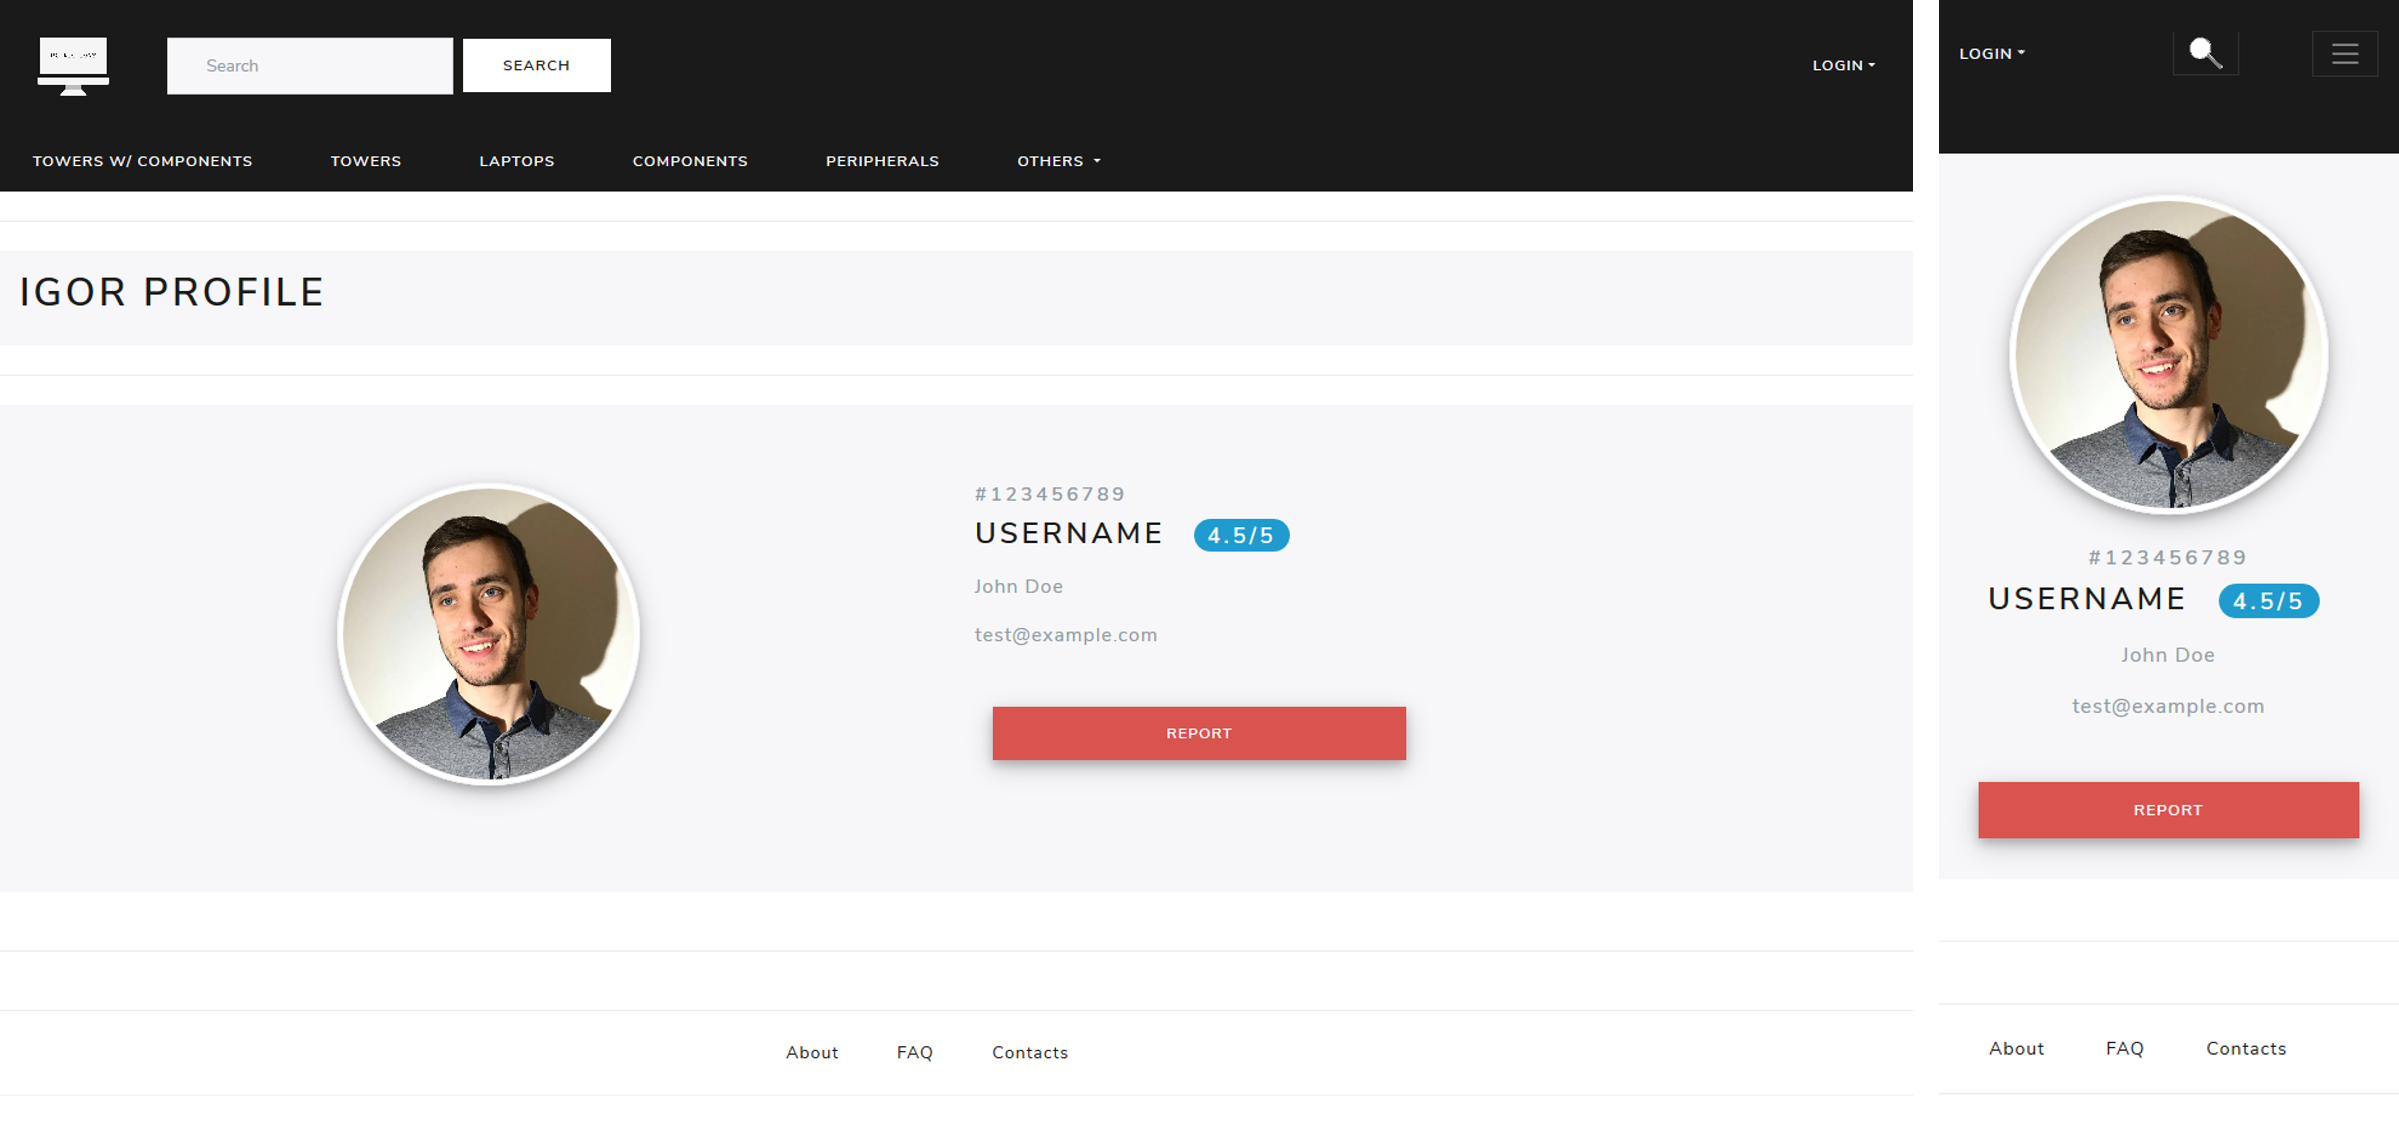 Search
SEARCH
LOGIN
TOWERS W/ COMPONENTS
TOWERS
LAPTOPS
COMPONENTS
PERIPHERALS
OTHERS
IGOR PROFILE
#123456789
USERNAME 4.5/5
John Doe
test@example.com
REPORT
About
FAQ
Contacts
LOGIN
#123456789
USERNAME 4.5/5
John Doe
test@example.com
REPORT
About
FAQ
Contacts